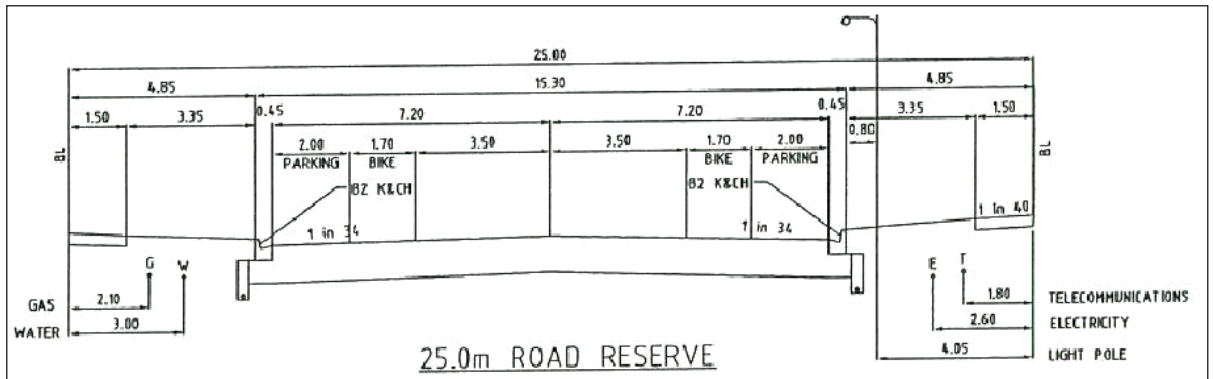 25.00
4.85 15.30 4.85
1.50 3.35 0.45 7.20 7.20 0.45 3.35 1.50
0.80
2.00 1.70 3.50 3.50 1.70 2.00
PARKING BIKE BIKE PARKING
BL BL
B2 K&CH B2 K&CH
1 in 40
1 in 34 1 in 34
G W E T
GAS 2.10 1.80 TELECOMMUNICATIONS
WATER 3.00 2.60 ELECTRICITY
4.05 LIGHT POLE
25.0m ROAD RESERVE